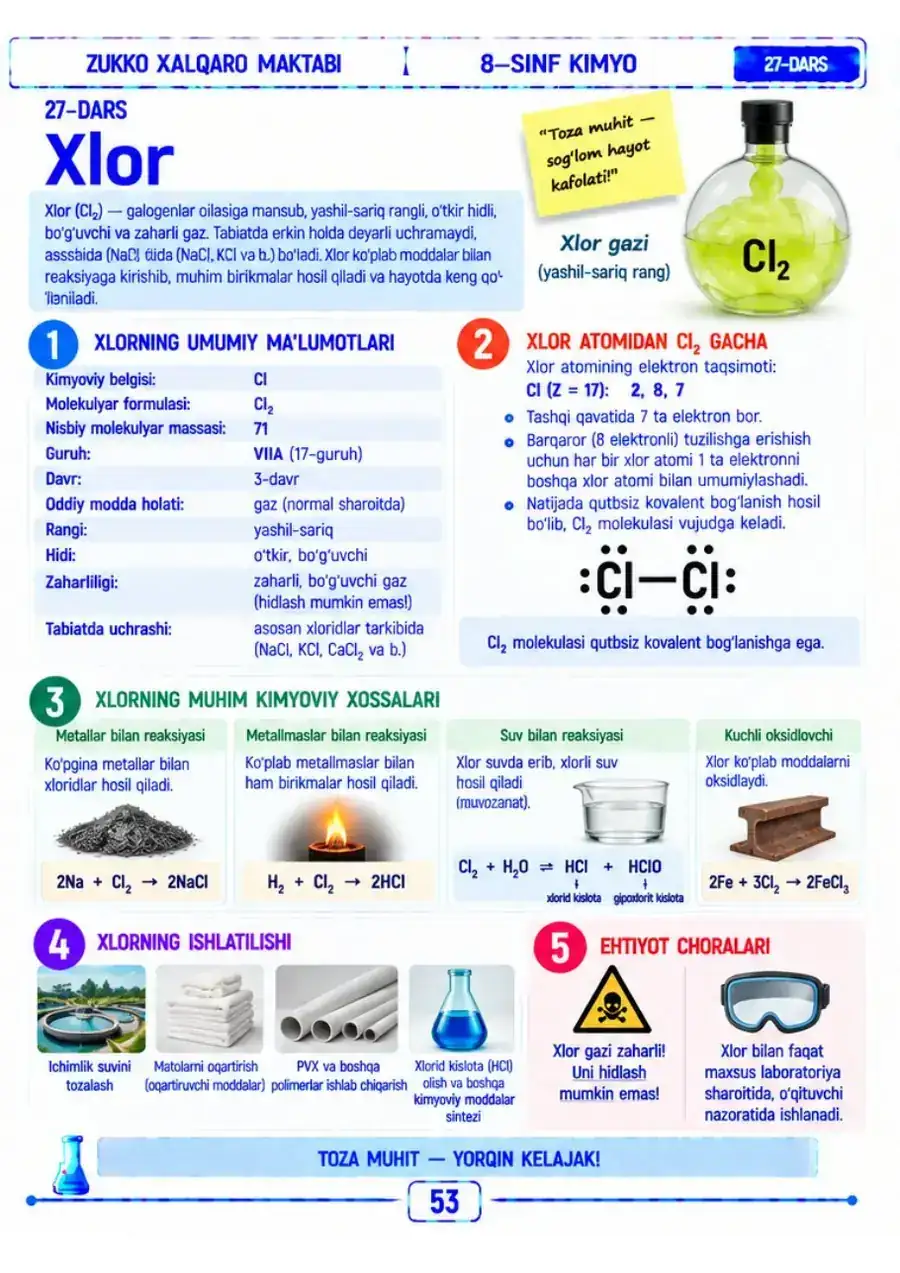 ZUKKO XALQARO MAKTABI
8–SINF KIMYO
27-DARS
27-DARS
Xlor
"Toza muhit —
sog'lom hayot
kafolati!"
Xlor (Cl₂) — galogenlar oilasiga mansub, yashil-sariq rangli, o'tkir hidli,
bo'g'uvchi va zaharli gaz. Tabiatda erkin holda deyarli uchramaydi,
(NaCl, KCl va b.) bo'ladi. Xlor ko'plab moddalar bilan
reaksiyaga kirishib, muhim birikmalar hosil qiladi va hayotda keng qo'-
Xlor gazi
(yashil-sariq rang)
Cl₂
1 XLORNING UMUMIY MA'LUMOTLARI
Kimyoviy belgisi: Cl
Molekulyar formulasi: Cl₂
Nisbiy molekulyar massasi: 71
Guruh: VIIA (17-guruh)
Davr: 3-davr
Oddiy modda holati: gaz (normal sharoitda)
Rangi: yashil-sariq
Hidi: o'tkir, bo'g'uvchi
Zaharliligi: zaharli, bo'g'uvchi gaz
(hidlash mumkin emas!)
Tabiatda uchrashi: asosan xloridlar tarkibida
(NaCl, KCl, CaCl₂ va b.)
2 XLOR ATOMIDAN Cl₂ GACHA
Xlor atomining elektron taqsimoti:
Cl (Z = 17): 2, 8, 7
Tashqi qavatida 7 ta elektron bor.
Barqaror (8 elektronli) tuzilishga erishish
uchun har bir xlor atomi 1 ta elektronni
boshqa xlor atomi bilan umumiylashadi.
Natijada qutbsiz kovalent bog'lanish hosil
bo'lib, Cl₂ molekulasi vujudga keladi.
Cl — Cl
Cl₂ molekulasi qutbsiz kovalent bog'lanishga ega.
3 XLORNING MUHIM KIMYOVIY XOSSALARI
Metallar bilan reaksiyasi
Ko'pgina metallar bilan
xloridlar hosil qiladi.
2Na + Cl₂ → 2NaCl
Metallmaslar bilan reaksiyasi
Ko'plab metallmaslar bilan
ham birikmalar hosil qiladi.
H₂ + Cl₂ → 2HCl
Suv bilan reaksiyasi
Xlor suvda erib, xlorli suv
hosil qiladi
(muvozanat).
Cl₂ + H₂O ⇌ HCl + HClO
xlorid kislota gipoxlorit kislota
Kuchli oksidlovchi
Xlor ko'plab moddalarni
oksidlaydi.
2Fe + 3Cl₂ → 2FeCl₃
4 XLORNING ISHLATILISHI
Ichimlik suvini
tozalash
Matolarni oqartirish
(oqartiruvchi moddalar)
PVX va boshqa
polimerlar ishlab chiqarish
Xlorid kislota (HCl)
olish va boshqa
kimyoviy moddalar
sintezi
5 EHTIYOT CHORALARI
Xlor gazi zaharli!
Uni hidlash
mumkin emas!
Xlor bilan faqat
maxsus laboratoriya
sharoitida, o'qituvchi
nazoratida ishlanadi.
TOZA MUHIT — YORQIN KELAJAK!
53